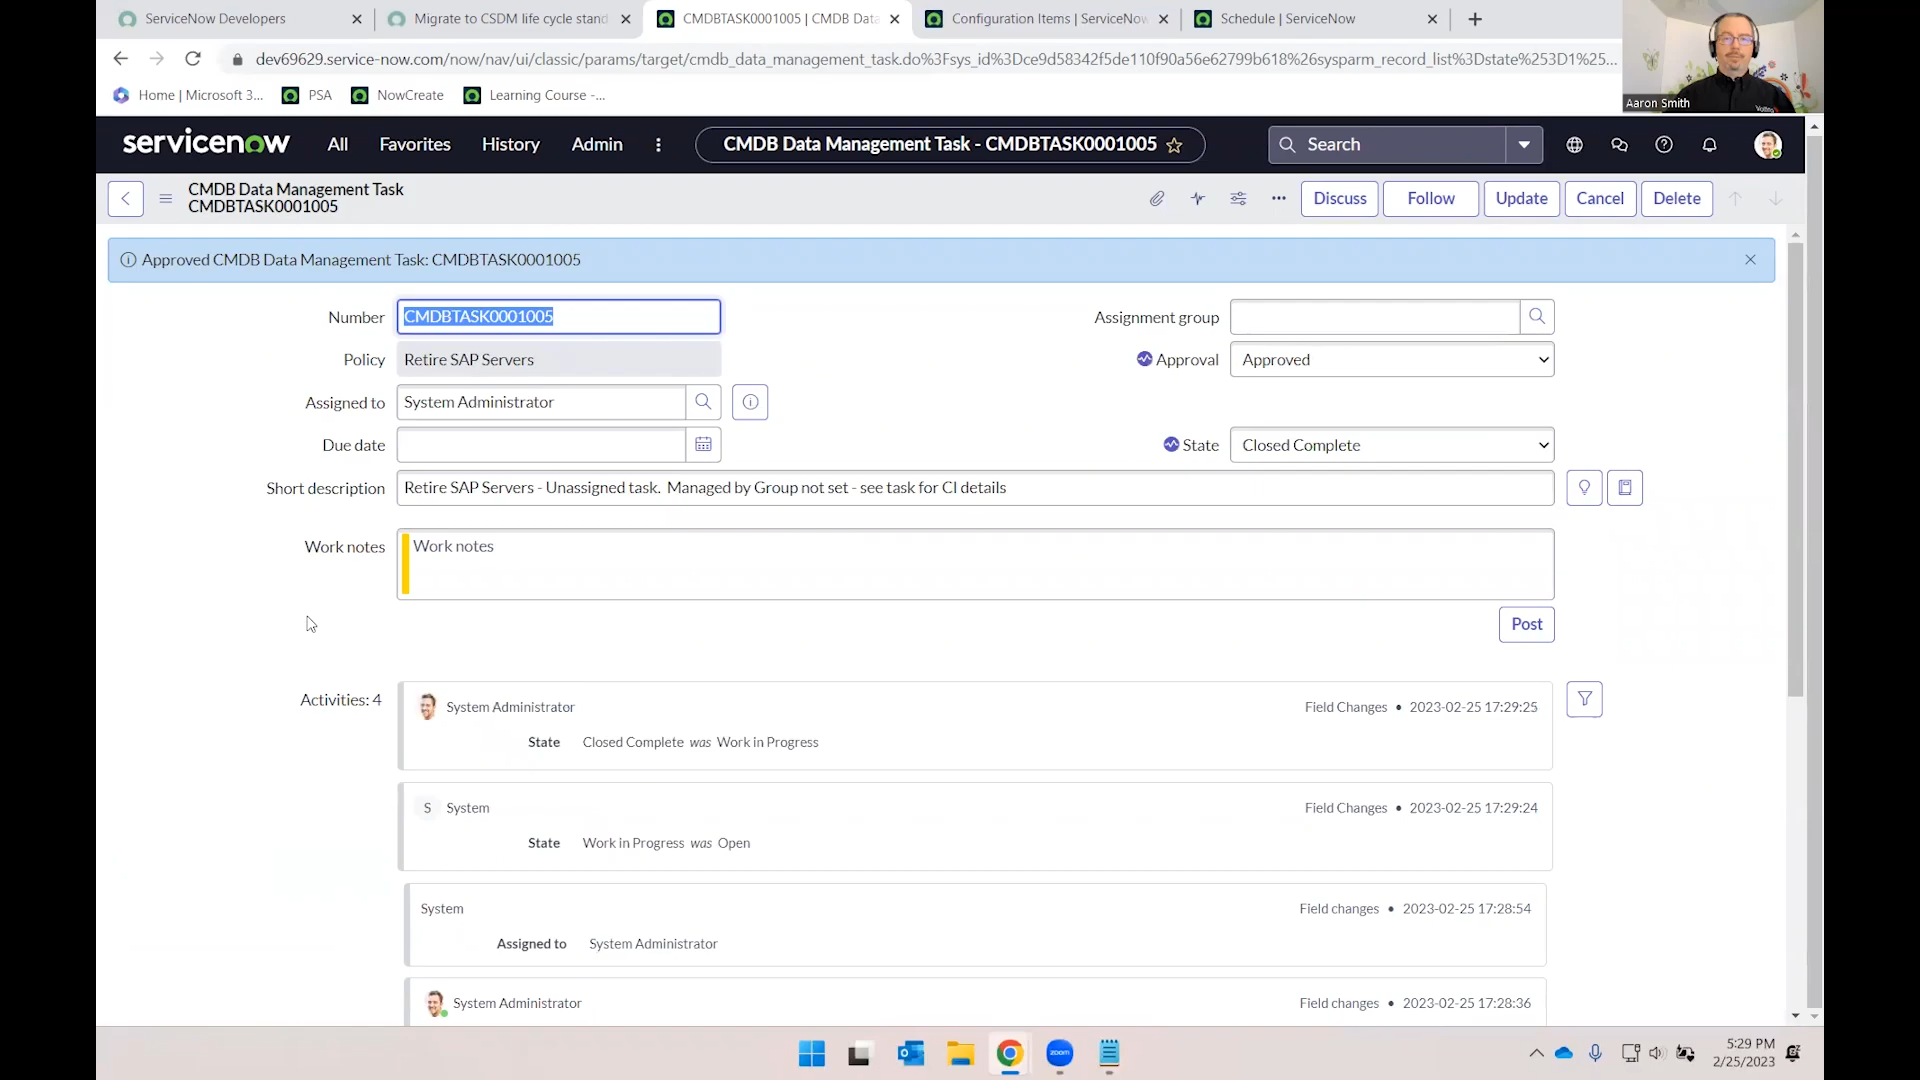 ServiceNow Developers
Migrate to CSDM life cycle stand
CMDBTASK0001005 | CMDB Data
Configuration Items | ServiceNow
Schedule | ServiceNow
dev69629.service-now.com/now/nav/ui/classic/params/target/cmdb_data_management_task.do%3Fsys_id%3Dce9d58342f5de110f90a56e62799b618%26sysparm_record_list%3Dstate%253D1%25...
Home | Microsoft 3...
PSA
NowCreate
Learning Course -...
Aaron Smith
servicenow
All
Favorites
History
Admin
CMDB Data Management Task - CMDBTASK0001005
Search
CMDB Data Management Task
CMDBTASK0001005
Discuss
Follow
Update
Cancel
Delete
Approved CMDB Data Management Task: CMDBTASK0001005
Number CMDBTASK0001005
Assignment group
Policy Retire SAP Servers
Approval Approved
Assigned to System Administrator
Due date
State Closed Complete
Short description Retire SAP Servers - Unassigned task. Managed by Group not set - see task for CI details
Work notes Work notes
Post
Activities: 4
System Administrator Field Changes • 2023-02-25 17:29:25
State Closed Complete was Work in Progress
S System Field Changes • 2023-02-25 17:29:24
State Work in Progress was Open
System Field changes • 2023-02-25 17:28:54
Assigned to System Administrator
System Administrator Field changes • 2023-02-25 17:28:36
zoom
5:29 PM
2/25/2023